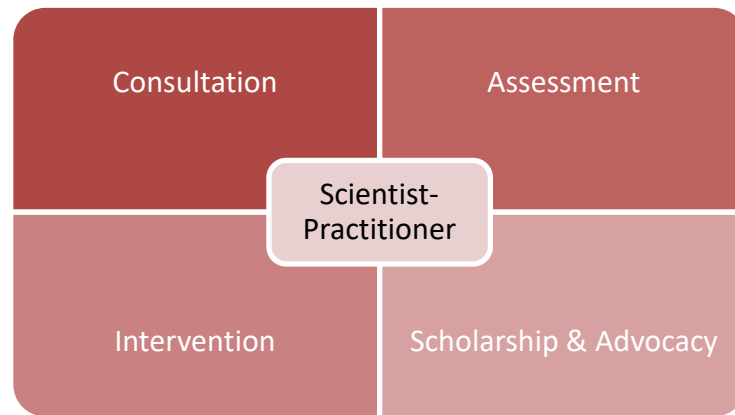 Consultation
Assessment
Scientist-
Practitioner
Intervention
Scholarship & Advocacy